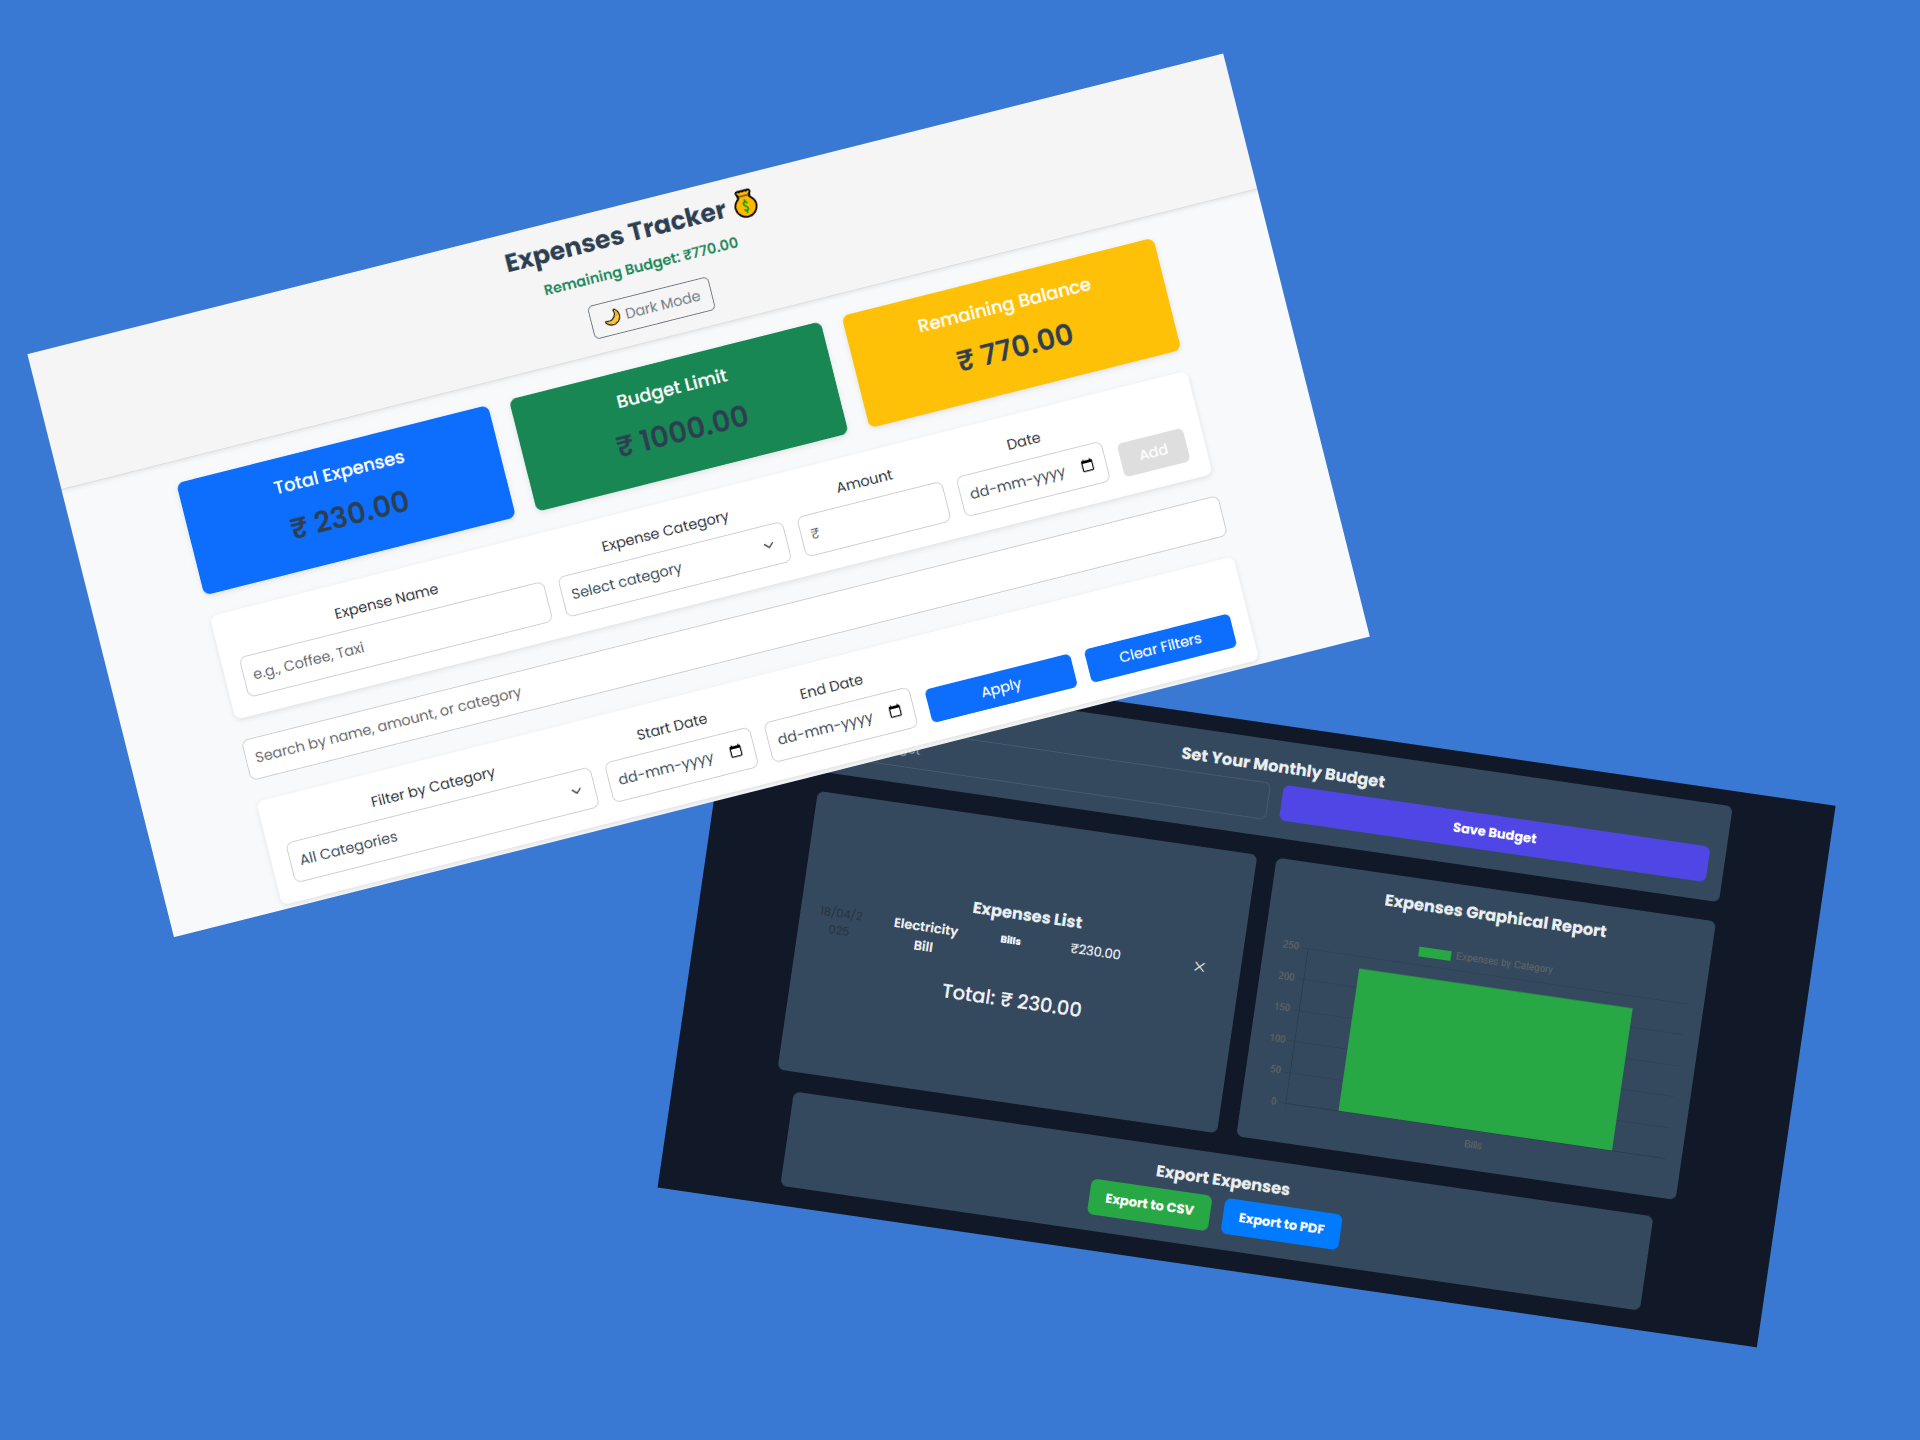 Expenses Tracker 💰
Remaining Budget: ₹770.00
🌙 Dark Mode
Total Expenses
₹ 230.00
Budget Limit
₹ 1000.00
Remaining Balance
₹ 770.00
Expense Name
e.g., Coffee, Taxi
Expense Category
Select category
Amount
₹
Date
dd-mm-yyyy
Add
Search by name, amount, or category
Filter by Category
All Categories
Start Date
dd-mm-yyyy
End Date
dd-mm-yyyy
Apply
Clear Filters
Set Your Monthly Budget
Save Budget
Expenses List
18/04/2
025
Electricity
Bill
Bills
₹230.00
Total: ₹ 230.00
Expenses Graphical Report
Expenses by Category
250
200
150
100
50
0
Bills
Export Expenses
Export to CSV
Export to PDF